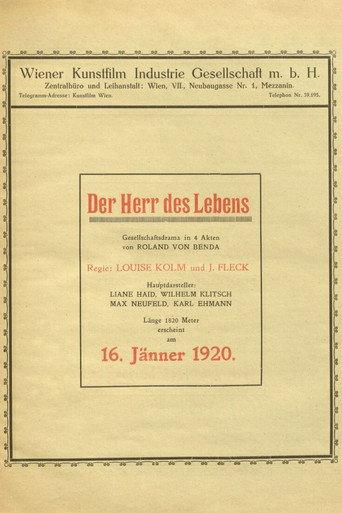 Wiener Kunstfilm Industrie Gesellschaft m. b. H.
Zentralbüro und Leihanstalt: Wien, VII., Neubaugasse Nr. 1, Mezzanin.
Telegramm-Adresse: Kunstfilm Wien. Telephon Nr. 39.695.
Der Herr des Lebens
Gesellschaftsdrama in 4 Akten
von ROLAND VON BENDA
Regie: LOUISE KOLM und J. FLECK
Hauptdarsteller:
LIANE HAID, WILHELM KLITSCH
MAX NEUFELD, KARL EHMANN
Länge 1820 Meter
erscheint
am
16. Jänner 1920.